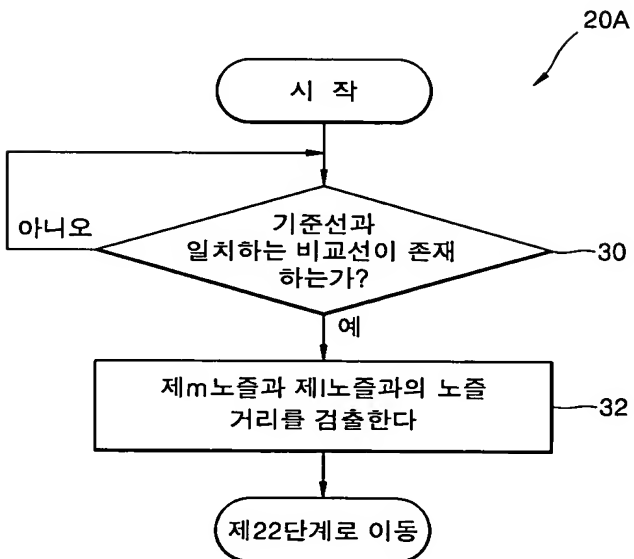 20A
시 작
아니오
기준선과
일치하는 비교선이 존재
하는가?
30
예
제m노즐과 제l노즐과의 노즐
거리를 검출한다
32
제22단계로 이동